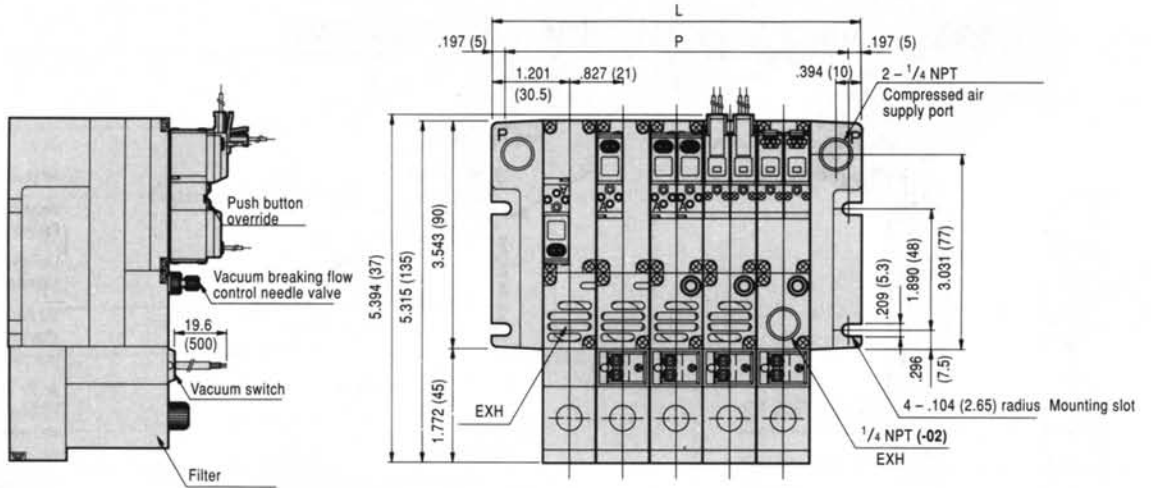 L
.197 (5)
P
.197 (5)
1.201
(30.5)
.827 (21)
.394 (10)
2 – 1/4 NPT
Compressed air
supply port
P
P
Push button
override
Vacuum breaking flow
control needle valve
19.6
(500)
Vacuum switch
Filter
5.394 (37)
5.315 (135)
3.543 (90)
1.772 (45)
.209 (5.3)
1.890 (48)
3.031 (77)
.296
(7.5)
EXH
4 – .104 (2.65) radius Mounting slot
1/4 NPT (-02)
EXH